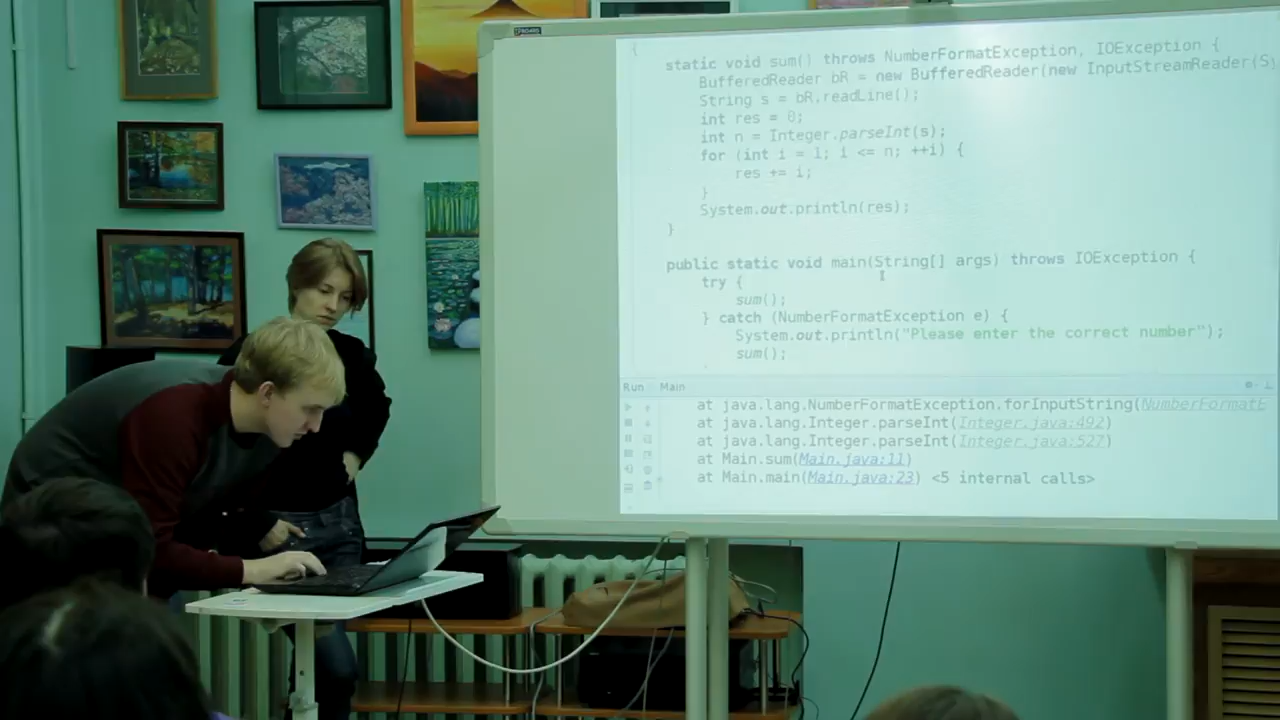 {
static void sum() throws NumberFormatException, IOException {
BufferedReader bR = new BufferedReader(new InputStreamReader(Sy
String s = bR.readLine();
int res = 0;
int n = Integer.parseInt(s);
for (int i = 1; i <= n; ++i) {
res += i;
}
System.out.println(res);
}
public static void main(String[] args) throws IOException {
try {
sum();
} catch (NumberFormatException e) {
System.out.println("Please enter the correct number");
sum();
Run Main
at java.lang.NumberFormatException.forInputString(NumberFormatE
at java.lang.Integer.parseInt(Integer.java:492)
at java.lang.Integer.parseInt(Integer.java:527)
at Main.sum(Main.java:11)
at Main.main(Main.java:23) <5 internal calls>